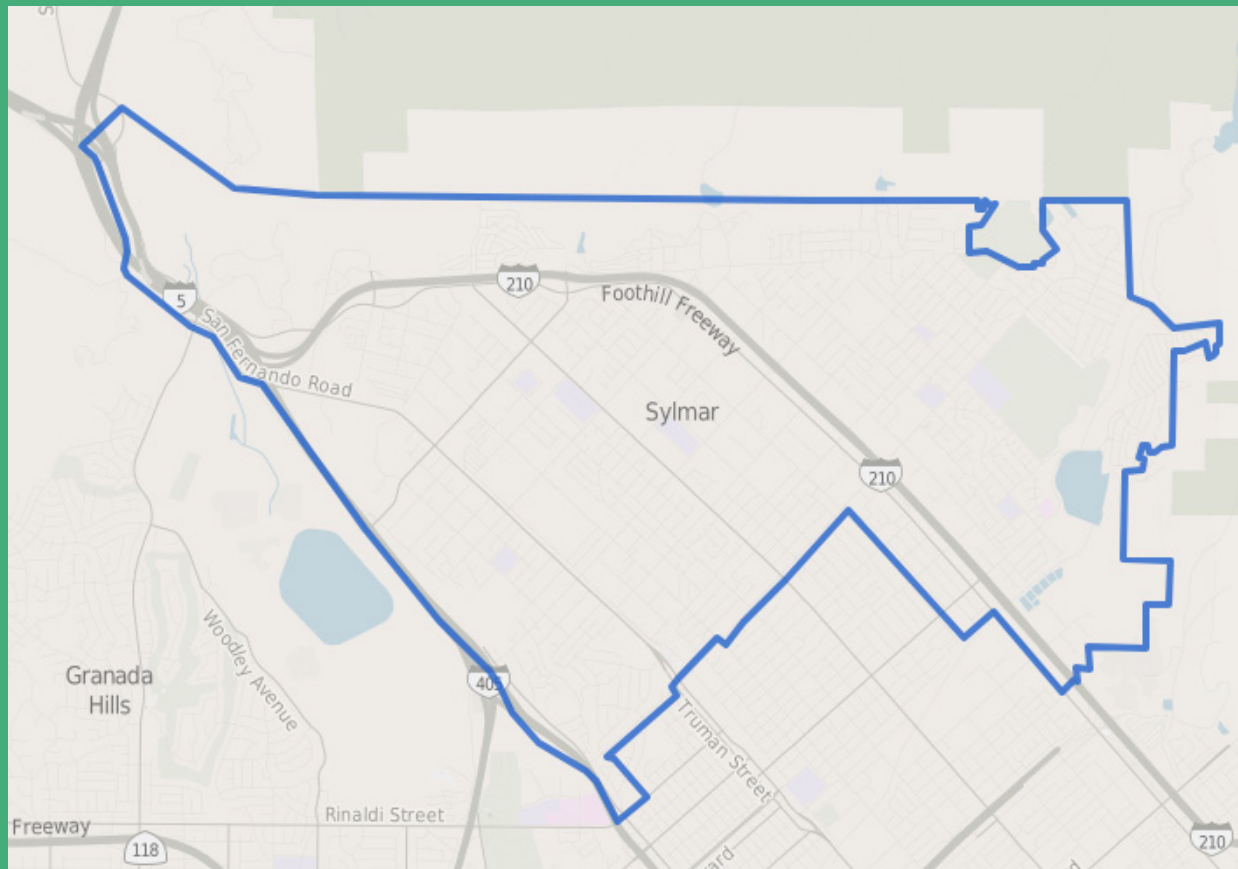 5
210
Foothill Freeway
San Fernando Road
Sylmar
210
Woodley Avenue
Granada
Hills
405
Truman Street
Rinaldi Street
Freeway
118
210